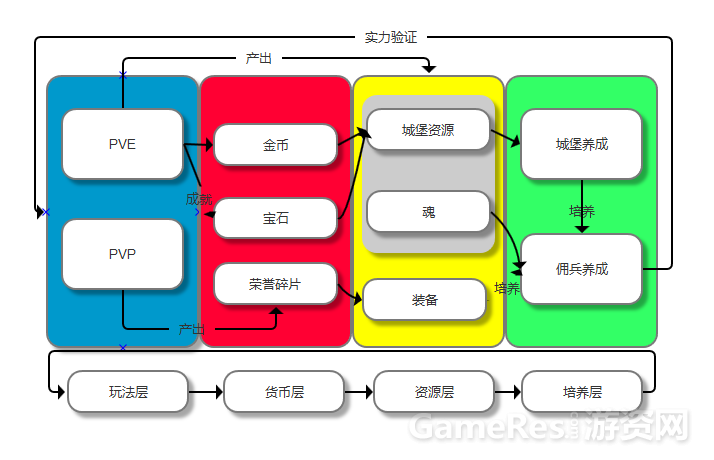 实力验证
产出
PVE
金币
城堡资源
城堡养成
成就
宝石
魂
培养
PVP
荣誉碎片
装备
培养
佣兵养成
产出
玩法层
货币层
资源层
培养层
GameRes游资网